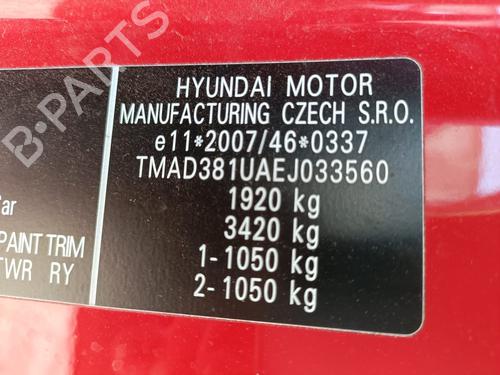 HYUNDAI MOTOR
MANUFACTURING CZECH S.R.O.
e11*2007/46*0337
TMAD381UAEJ033560
1920 kg
3420 kg
1-1050 kg
2-1050 kg
ar
PAINT TRIM
TWR RY
B-PARTS